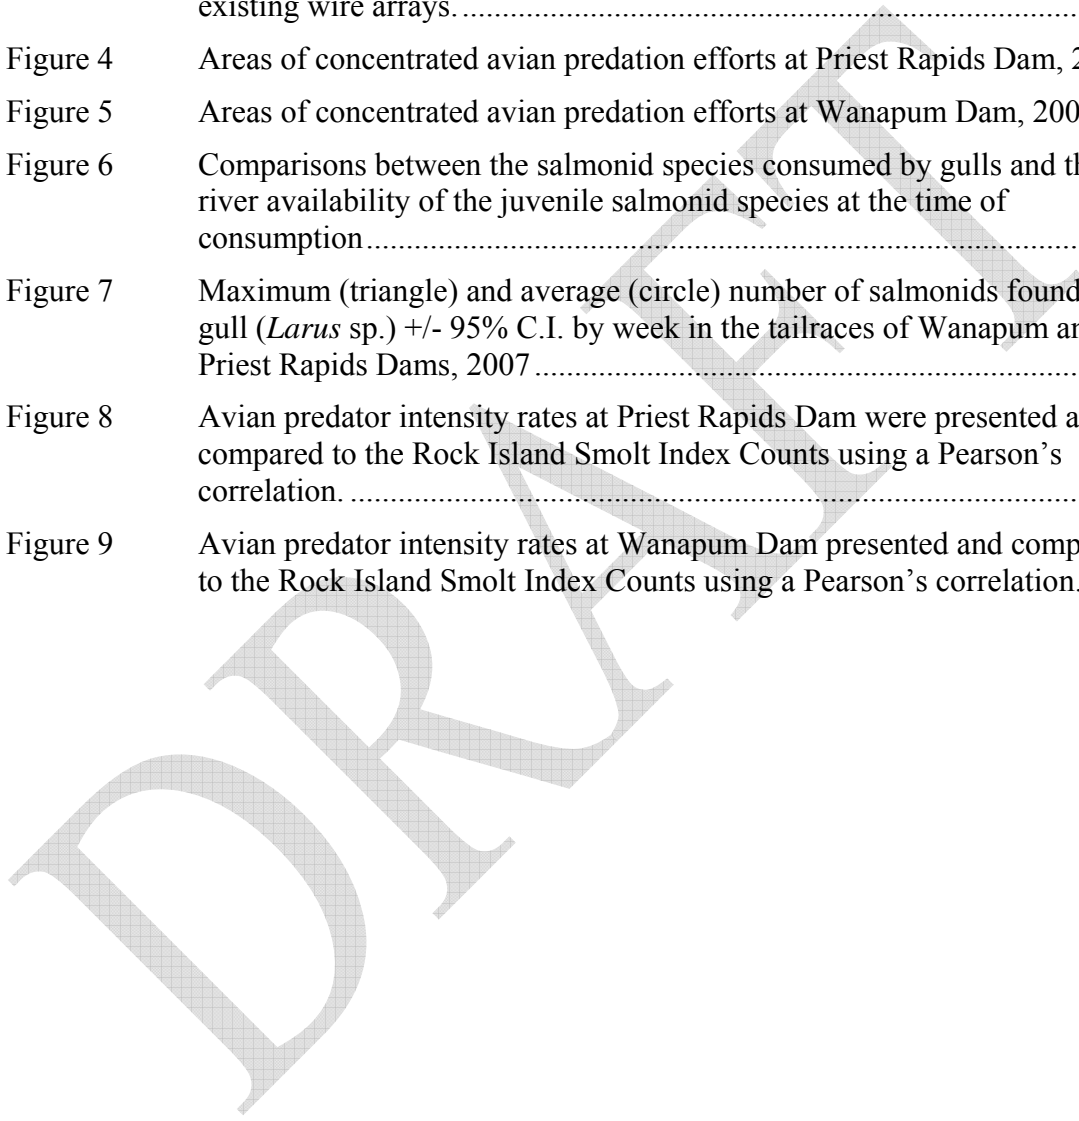 existing wire arrays.
Figure 4 Areas of concentrated avian predation efforts at Priest Rapids Dam,
Figure 5 Areas of concentrated avian predation efforts at Wanapum Dam, 200
Figure 6 Comparisons between the salmonid species consumed by gulls and
river availability of the juvenile salmonid species at the time of
consumption
Figure 7 Maximum (triangle) and average (circle) number of salmonids found
gull (Larus sp.) +/- 95% C.I. by week in the tailraces of Wanapum
Priest Rapids Dams, 2007
Figure 8 Avian predator intensity rates at Priest Rapids Dam were presented
compared to the Rock Island Smolt Index Counts using a Pearson’s
correlation.
Figure 9 Avian predator intensity rates at Wanapum Dam presented and
to the Rock Island Smolt Index Counts using a Pearson’s correlation.
DRAFT